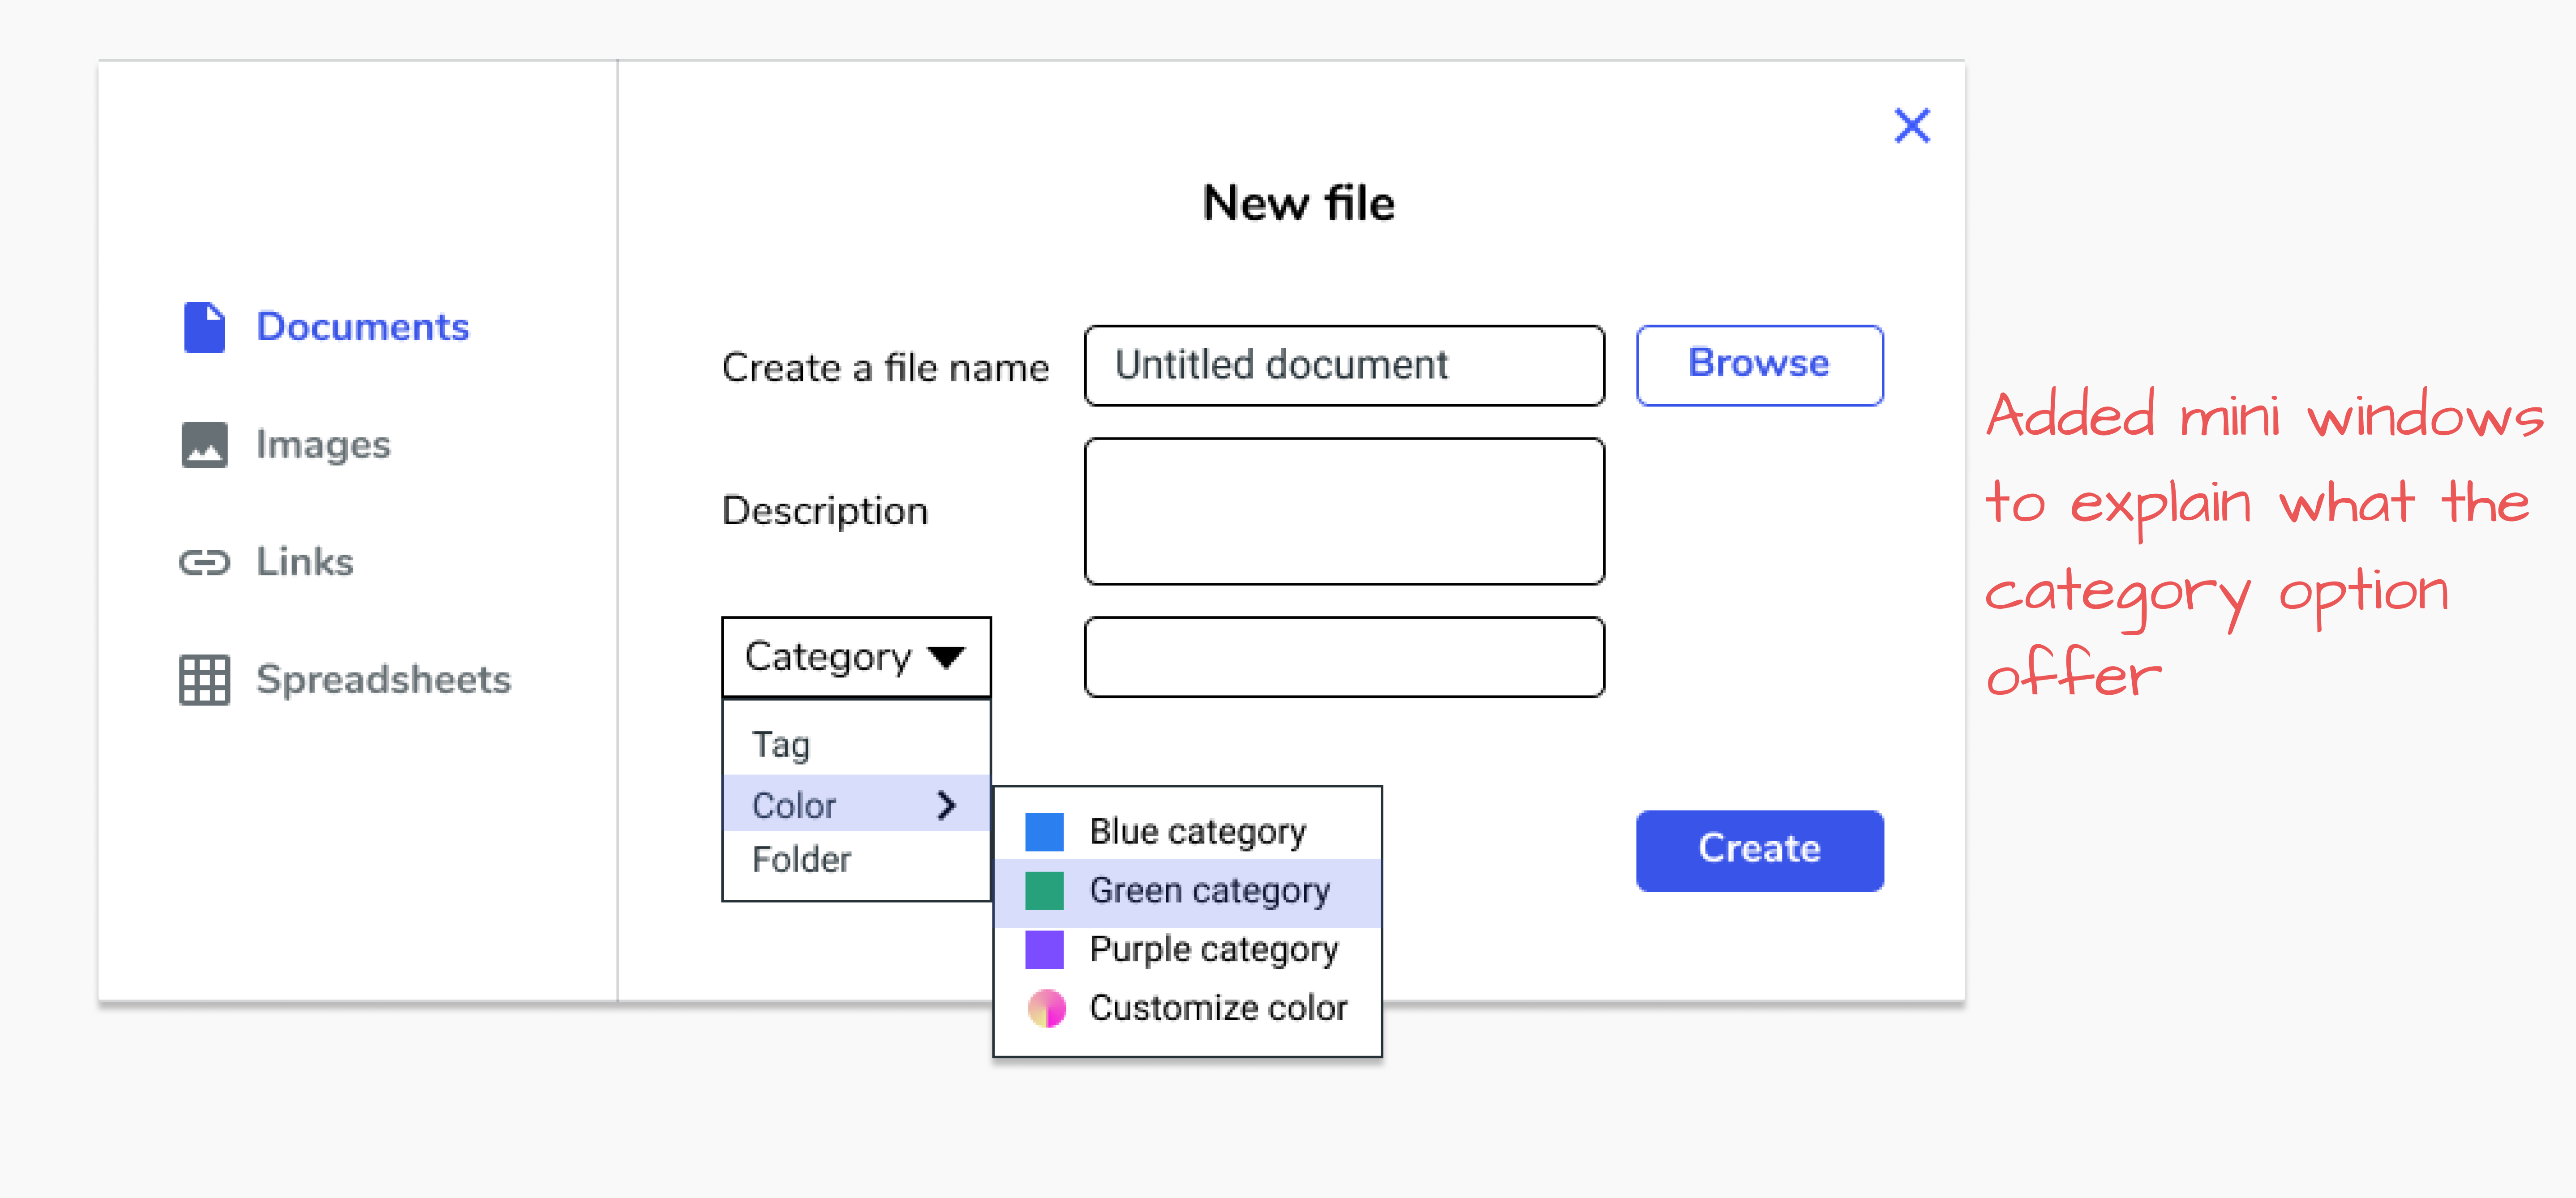 New file
Documents
Images
Links
Spreadsheets
Create a file name
Untitled document
Browse
Description
Category
Tag
Color
Folder
Blue category
Green category
Purple category
Customize color
Create
Added mini windows
to explain what the
category option
offer